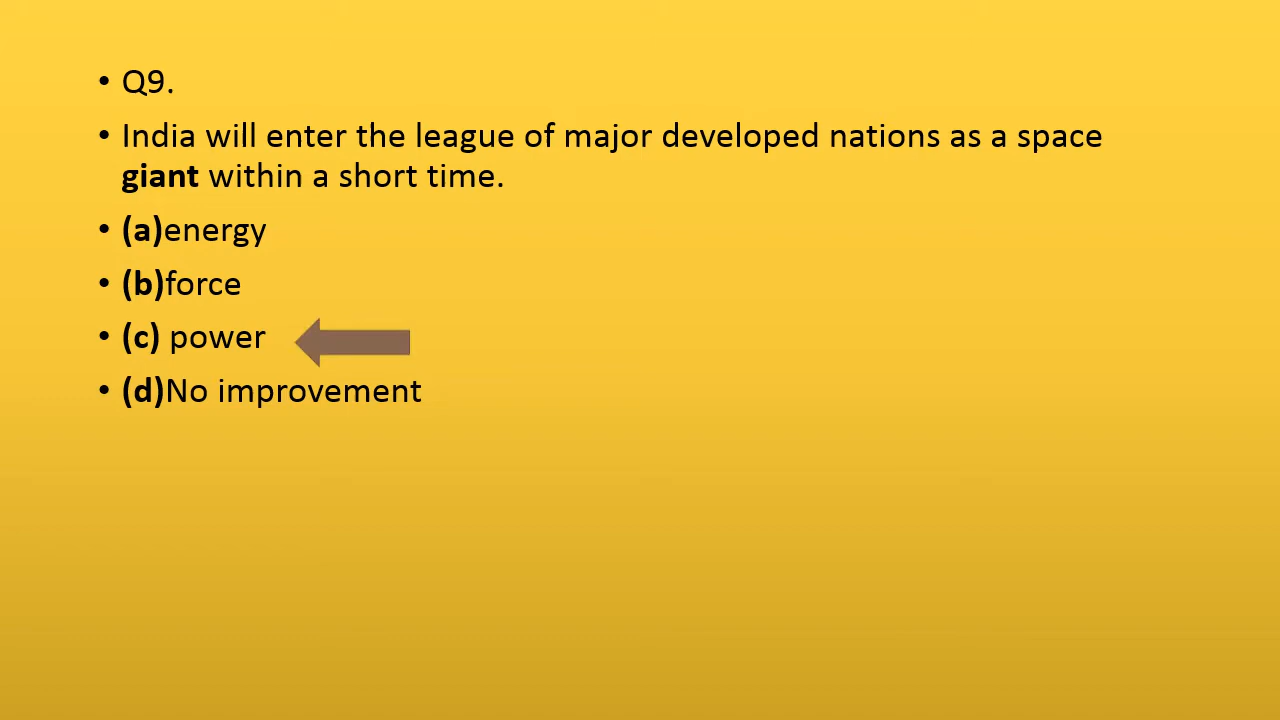 • Q9.
• India will enter the league of major developed nations as a space
giant within a short time.
• (a)energy
• (b)force
• (c) power
• (d)No improvement